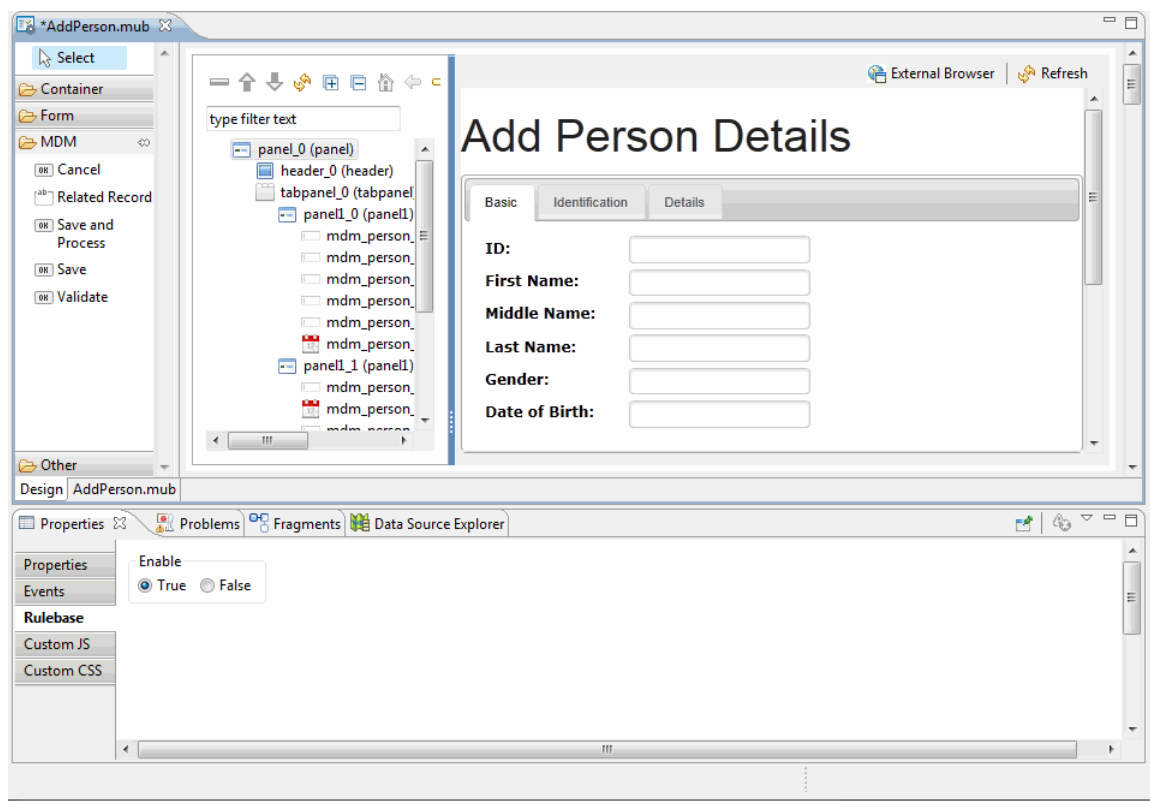 *AddPerson.mub
Select
Container
Form
MDM
Cancel
Related Record
Save and
Process
Save
Validate
Other
type filter text
panel_0 (panel)
header_0 (header)
tabpanel_0 (tabpanel
panel1_0 (panel1)
mdm_person_
mdm_person_
mdm_person_
mdm_person_
mdm_person_
mdm_person_
panel1_1 (panel1)
mdm_person_
mdm_person_
mdm_person
External Browser
Refresh
Add Person Details
Basic Identification Details
ID:
First Name:
Middle Name:
Last Name:
Gender:
Date of Birth:
Design AddPerson.mub
Properties Problems Fragments Data Source Explorer
Properties
Events
Rulebase
Custom JS
Custom CSS
Enable
True False